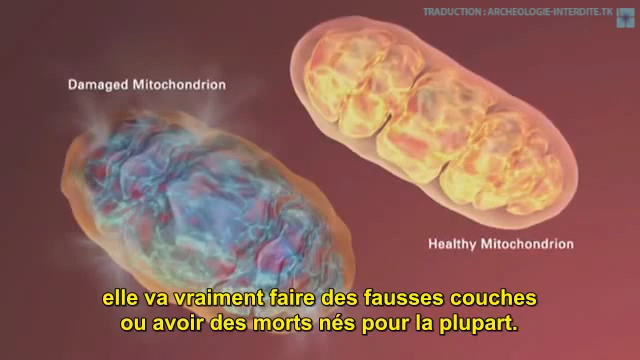 TRADUCTION : ARCHEOLOGIE-INTERDITE.TK
Damaged Mitochondrion
Healthy Mitochondrion
elle va vraiment faire des fausses couches
ou avoir des morts nés pour la plupart.